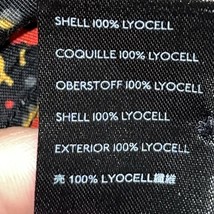 SHELL 100% LYOCELL
COQUILLE 100% LYOCELL
OBERSTOFF 100% LYOCELL
SHELL 100% LYOCELL
EXTERIOR 100% LYOCELL
売 100% LYOCELL繊維